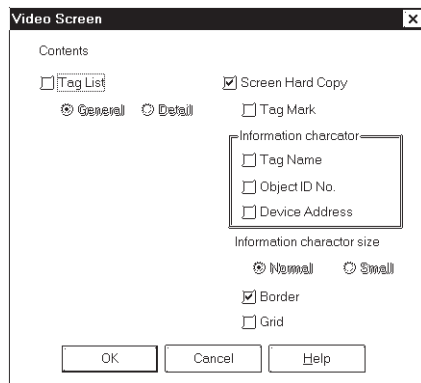 Video Screen
Contents
Tag List
General Detail
Screen Hard Copy
Tag Mark
Information charcator
Tag Name
Object ID No.
Device Address
Information charactor size
Normal Small
Border
Grid
OK Cancel Help